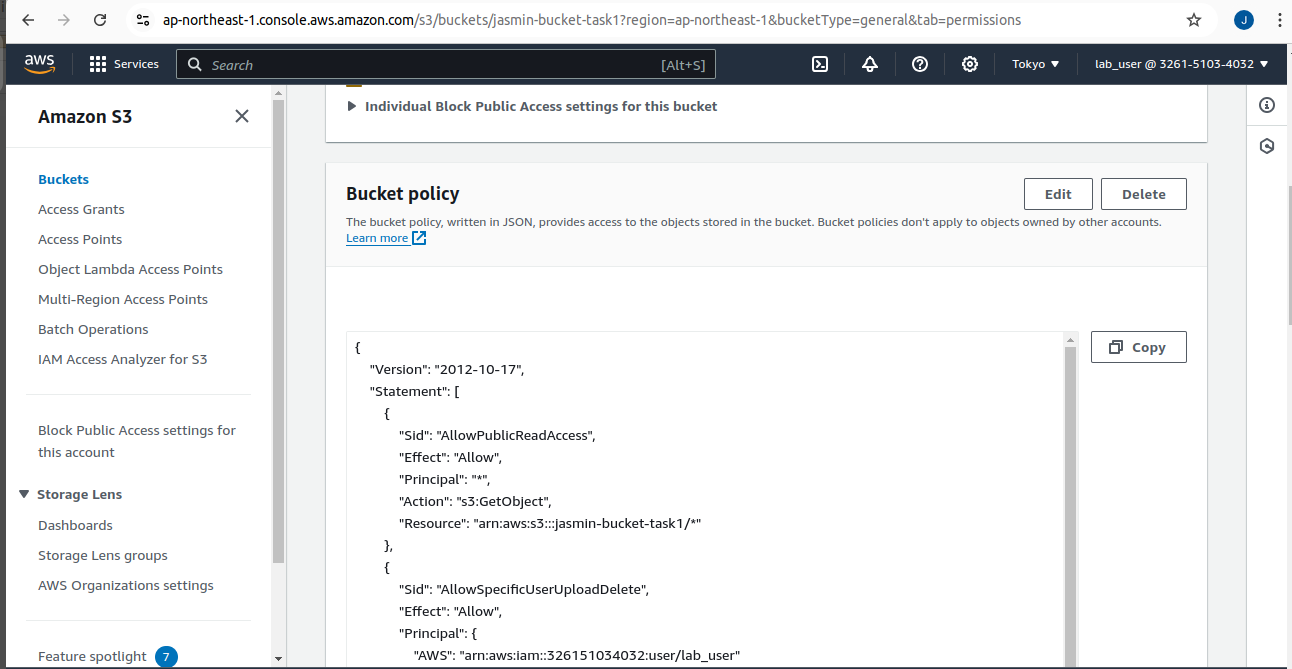 ap-northeast-1.console.aws.amazon.com/s3/buckets/jasmin-bucket-task1?region=ap-northeast-1&bucketType=general&tab=permissions
J
aws
Services
Search
[Alt+S]
Tokyo
lab_user @ 3261-5103-4032
Amazon S3
Buckets
Access Grants
Access Points
Object Lambda Access Points
Multi-Region Access Points
Batch Operations
IAM Access Analyzer for S3
Block Public Access settings for
this account
Storage Lens
Dashboards
Storage Lens groups
AWS Organizations settings
Feature spotlight 7
Individual Block Public Access settings for this bucket
Bucket policy
Edit
Delete
The bucket policy, written in JSON, provides access to the objects stored in the bucket. Bucket policies don't apply to objects owned by other accounts.
Learn more
Copy
{
"Version": "2012-10-17",
"Statement": [
{
"Sid": "AllowPublicReadAccess",
"Effect": "Allow",
"Principal": "*",
"Action": "s3:GetObject",
"Resource": "arn:aws:s3:::jasmin-bucket-task1/*"
},
{
"Sid": "AllowSpecificUserUploadDelete",
"Effect": "Allow",
"Principal": {
"AWS": "arn:aws:iam::326151034032:user/lab_user"